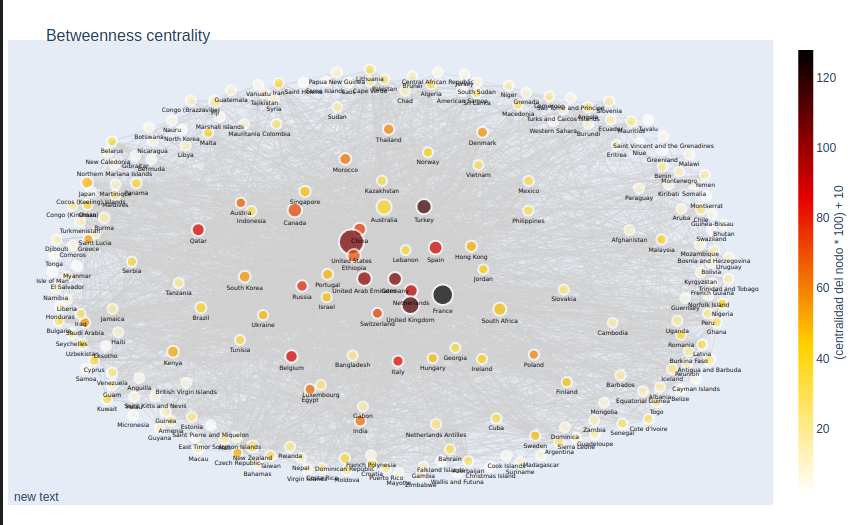 Betweenness centrality
Lithuania
Papua New Guinea
Central African Republic
Vanuatu
Iran
Cape Verde
Brunei
Jersey
Guatemala
Tajikistan
Chad
Algeria
American Samoa
South Sudan
Niger
Grenada
Congo (Brazzaville)
Fiji
Syria
Sudan
Macedonia
Angola
Slovenia
Turks and Caicos Islands
Nauru
Marshall Islands
Mauritania
Colombia
Western Sahara
Burundi
Ecuador
Mauritius
Tuvalu
Botswana
North Korea
Malta
Thailand
Denmark
Saint Vincent and the Grenadines
Belarus
Nicaragua
Libya
Norway
Eritrea
Niue
New Caledonia
Gibraltar
Bermuda
Morocco
Vietnam
Greenland
Malawi
Northern Mariana Islands
Benin
Montenegro
Yemen
Japan
Martinique
Panama
Kazakhstan
Mexico
Paraguay
Kiribati
Somalia
Cocos (Keeling) Islands
Maldives
Singapore
Montserrat
Congo (Kinshasa)
Austria
Indonesia
Canada
Australia
Turkey
Philippines
Aruba
Chile
Guinea-Bissau
Turkmenistan
Burma
Bhutan
Saint Lucia
Qatar
China
Afghanistan
Malaysia
Swaziland
Djibouti
Greece
Comoros
United States
Lebanon
Spain
Hong Kong
Mozambique
Bosnia and Herzegovina
Tonga
Serbia
Ethiopia
Uruguay
Myanmar
Jordan
Bolivia
Isle of Man
El Salvador
South Korea
Portugal
United Arab Emirates
Germany
Kyrgyzstan
Trinidad and Tobago
Tanzania
Russia
Israel
Netherlands
France
Slovakia
French Guiana
Namibia
Norfolk Island
Liberia
Brazil
Switzerland
United Kingdom
South Africa
Guernsey
Nigeria
Honduras
Jamaica
Ukraine
Cambodia
Peru
Iraq
Bulgaria
Saudi Arabia
Uganda
Ghana
Seychelles
Haiti
Tunisia
Romania
Uzbekistan
Lesotho
Kenya
Belgium
Bangladesh
Italy
Hungary
Georgia
Ireland
Poland
Latvia
Burkina Faso
Cyprus
Antigua and Barbuda
Samoa
Venezuela
Anguilla
Reunion
Iceland
Guam
British Virgin Islands
Luxembourg
Egypt
Finland
Barbados
Cayman Islands
Albania
Kuwait
Saint Kitts and Nevis
Equatorial Guinea
Belize
Micronesia
Guinea
Gabon
Mongolia
Togo
Armenia
Estonia
India
Netherlands Antilles
Cuba
Zambia
Senegal
Cote d'Ivoire
Guyana
Saint Pierre and Miquelon
Dominica
East Timor
Sweden
Sierra Leone
Guadeloupe
Macau
Czech Republic
New Zealand
Rwanda
Bahrain
Argentina
Taiwan
Nepal
French Polynesia
Cook Islands
Madagascar
Bahamas
Dominican Republic
Croatia
Falkland Islands
Azerbaijan
Suriname
Costa Rica
Moldova
Puerto Rico
Gambia
Christmas Island
Mayotte
Zimbabwe
Wallis and Futuna
new text
120
100
80
60
40
20
(centralidad del nodo * 100) + 10